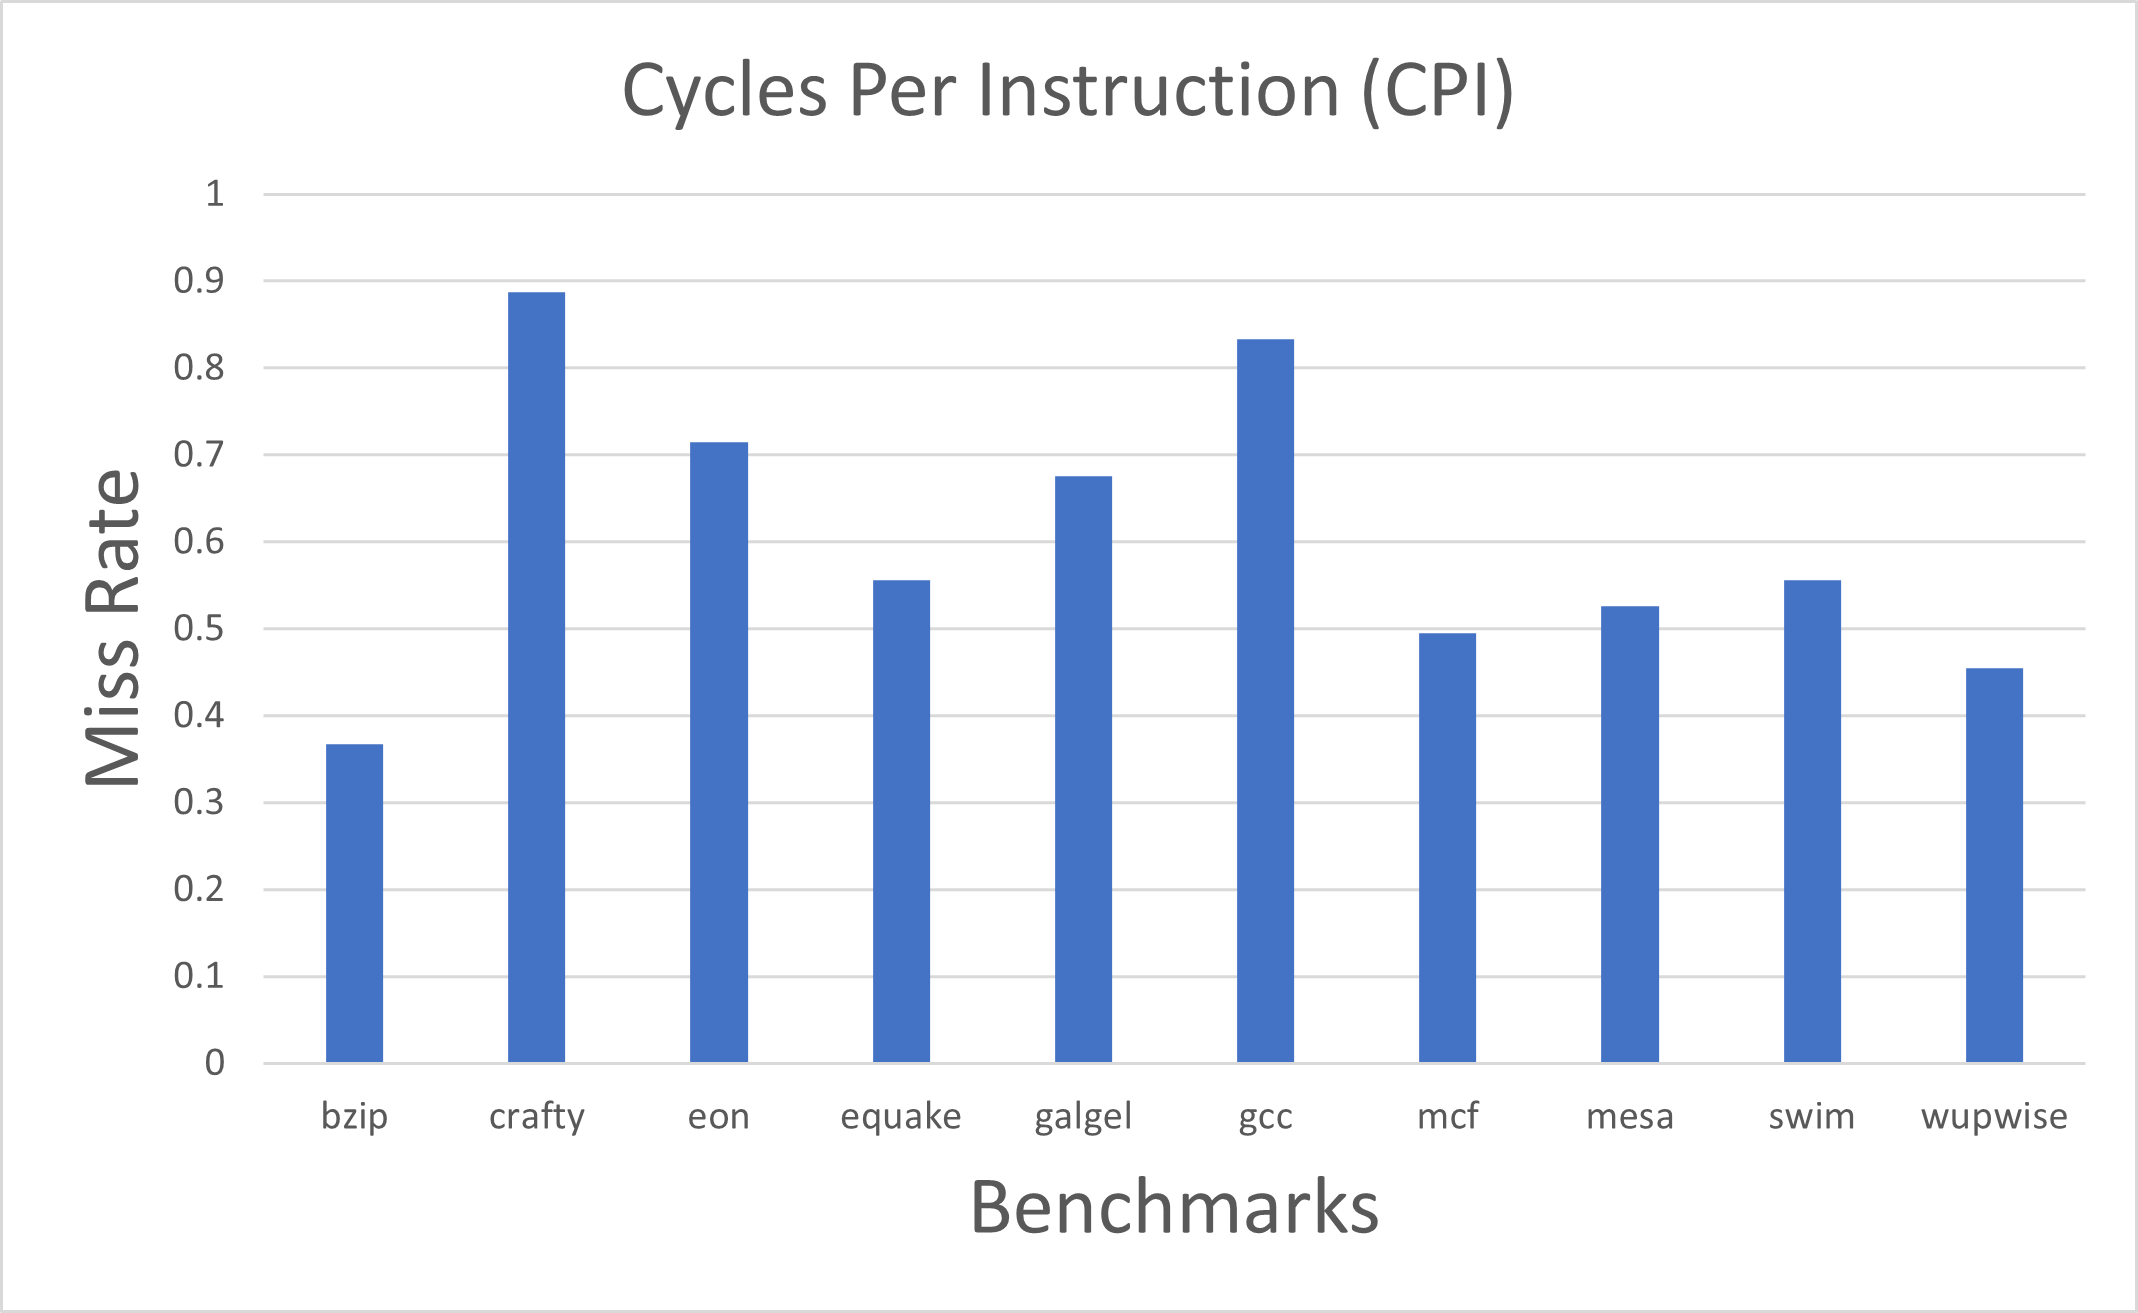 Cycles Per Instruction (CPI)
1
0.9
0.8
0.7
0.6
0.5
0.4
0.3
0.2
0.1
0
Miss Rate
bzip crafty eon equake galgel gcc mcf mesa swim wupwise
Benchmarks